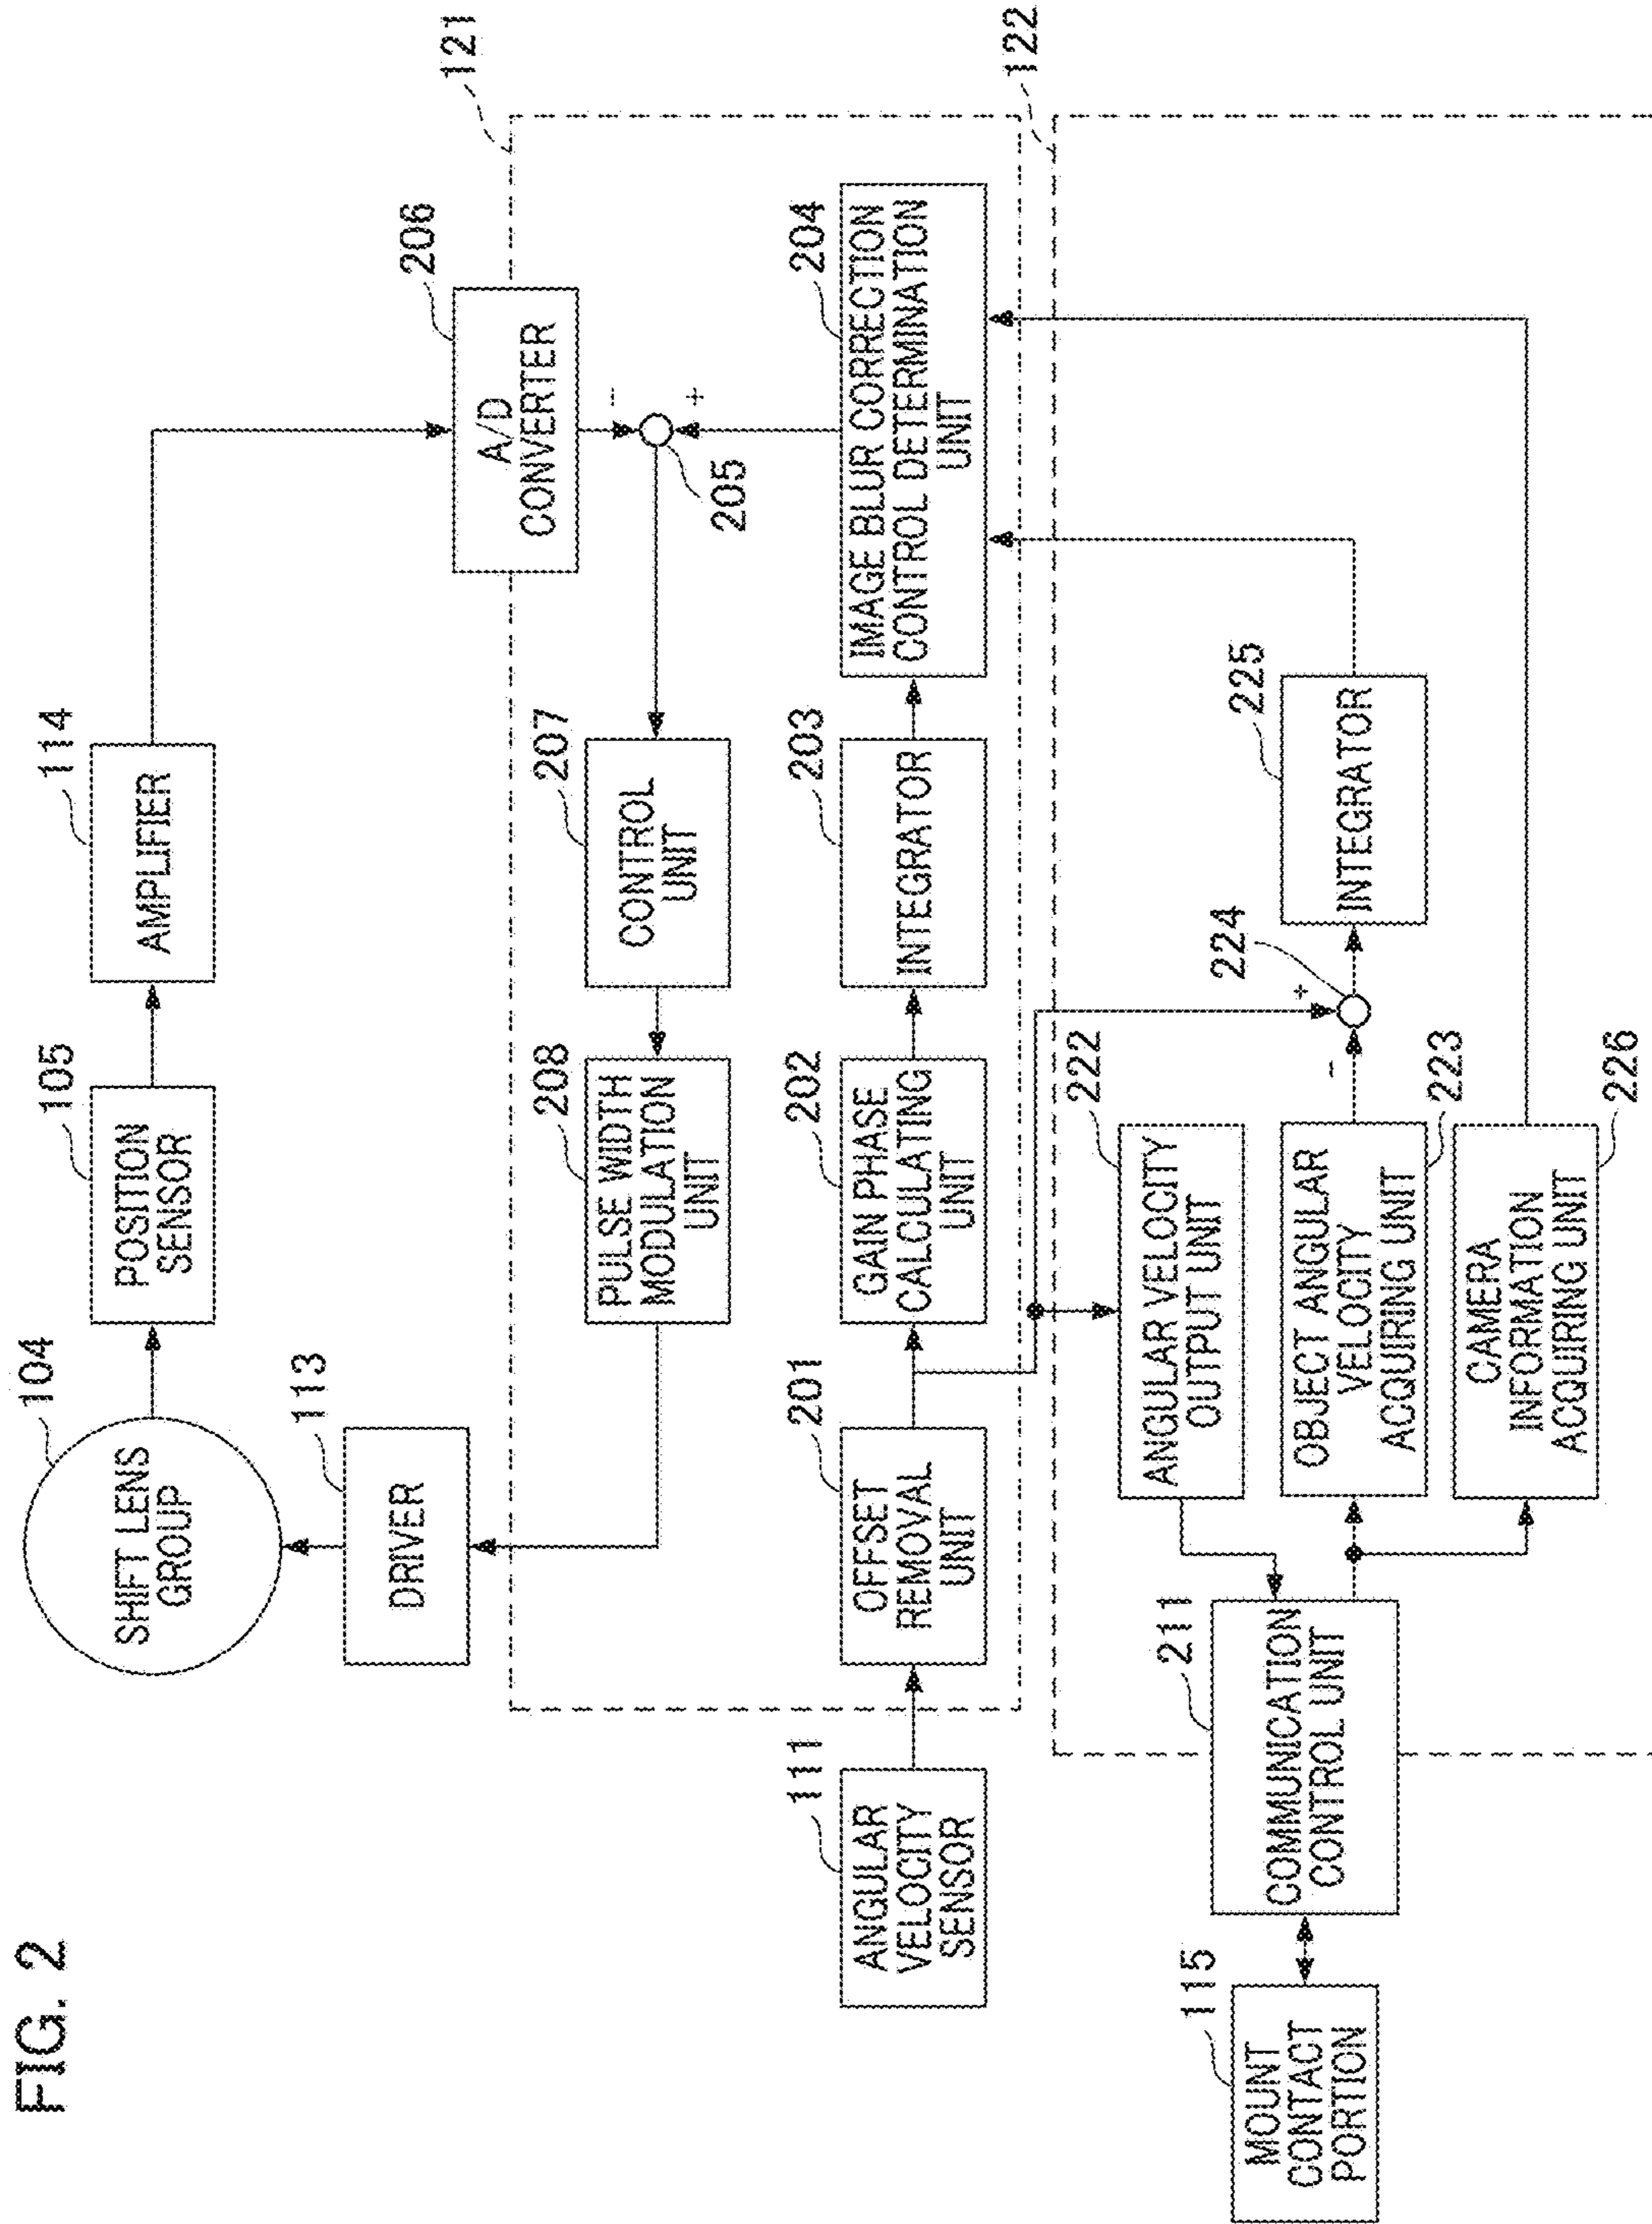 FIG. 2
104
SHIFT LENS
GROUP
105
POSITION
SENSOR
114
AMPLIFIER
113
DRIVER
206
A/D
CONVERTER
121
208
PULSE WIDTH
MODULATION
UNIT
207
CONTROL
UNIT
−
+
205
111
ANGULAR
VELOCITY
SENSOR
201
OFFSET
REMOVAL
UNIT
202
GAIN PHASE
CALCULATING
UNIT
203
INTEGRATOR
204
IMAGE BLUR CORRECTION
CONTROL DETERMINATION
UNIT
122
115
MOUNT
CONTACT
PORTION
211
COMMUNICATION
CONTROL UNIT
222
ANGULAR VELOCITY
OUTPUT UNIT
OBJECT ANGULAR
VELOCITY
ACQUIRING UNIT
223
+
−
224
225
INTEGRATOR
CAMERA
INFORMATION
ACQUIRING UNIT
226